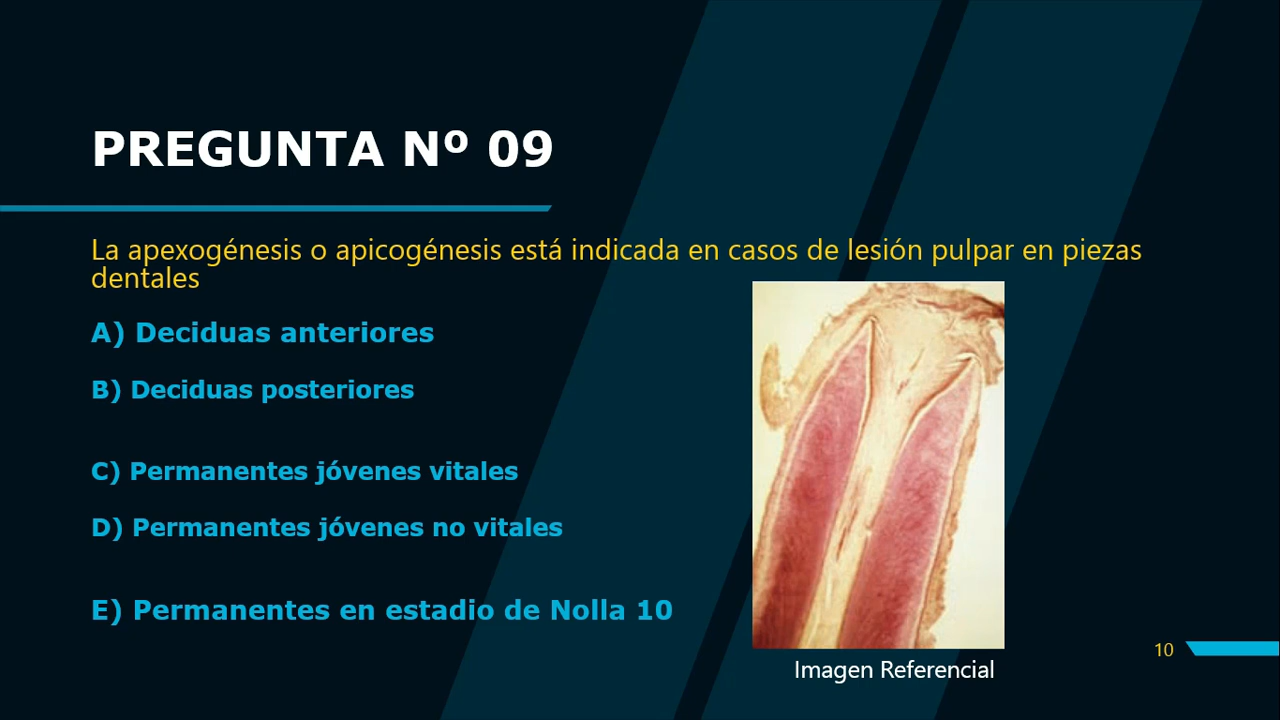 PREGUNTA Nº 09
La apexogénesis o apicogénesis está indicada en casos de lesión pulpar en piezas
dentales
A) Deciduas anteriores
B) Deciduas posteriores
C) Permanentes jóvenes vitales
D) Permanentes jóvenes no vitales
E) Permanentes en estadio de Nolla 10
Imagen Referencial
10